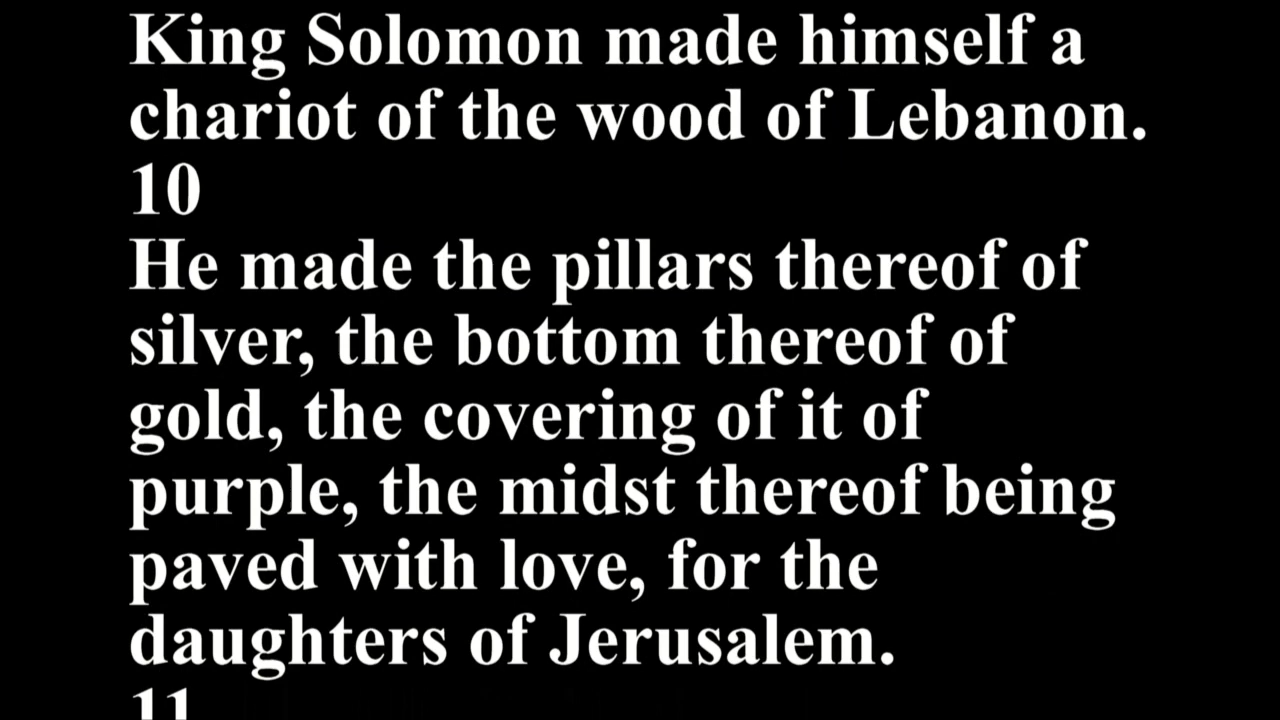 King Solomon made himself a
chariot of the wood of Lebanon.
10
He made the pillars thereof of
silver, the bottom thereof of
gold, the covering of it of
purple, the midst thereof being
paved with love, for the
daughters of Jerusalem.
11